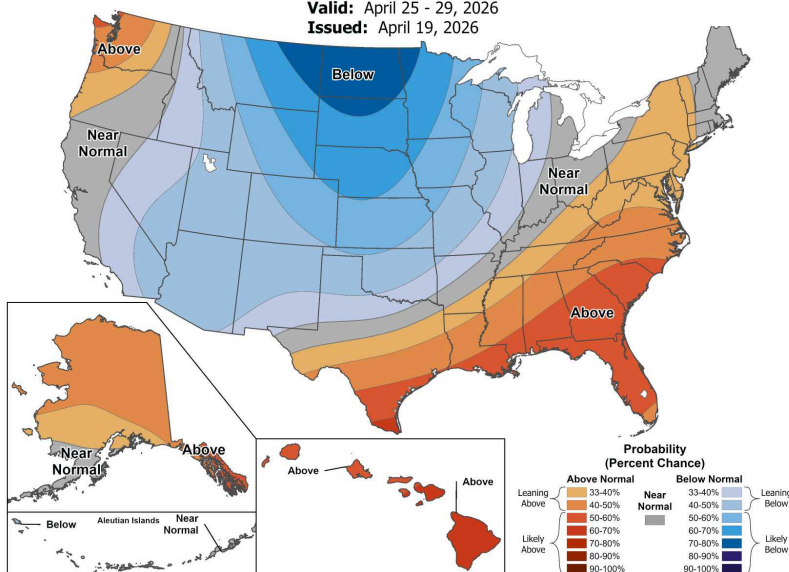 Valid: April 25 - 29, 2026
Issued: April 19, 2026
Above
Below
Near
Normal
Near
Normal
Above
Near
Normal
Above
Below
Aleutian Islands
Near
Normal
Above
Above
Probability
(Percent Chance)
Above Normal
Near
Normal
Below Normal
Leaning
Above
33-40%
40-50%
Likely
Above
50-60%
60-70%
70-80%
80-90%
90-100%
33-40%
40-50%
Leaning
Below
50-60%
60-70%
70-80%
80-90%
90-100%
Likely
Below